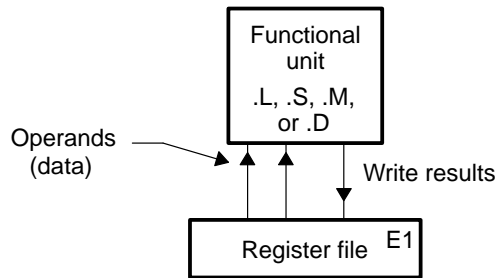 Functional
unit
.L, .S, .M,
or .D
Operands
(data)
Write results
Register file
E1